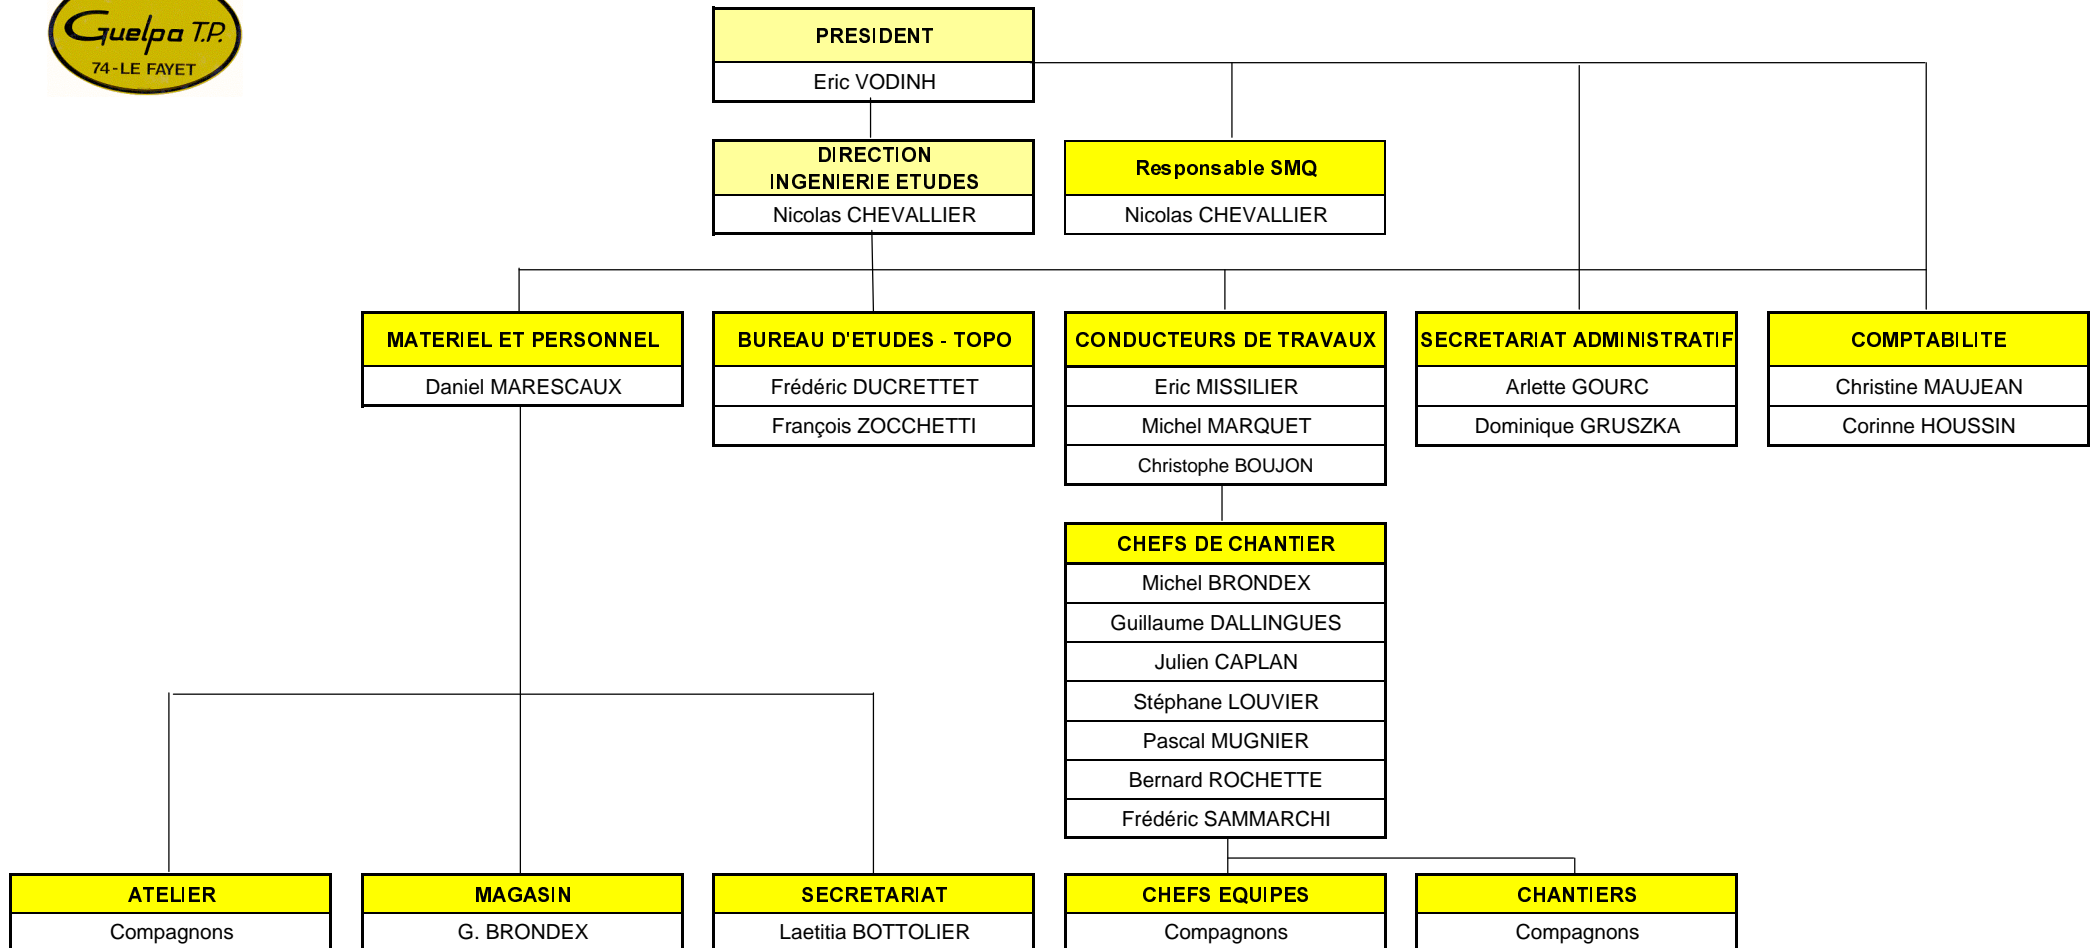 Guelpa T.P.
74-LE FAYET
PRESIDENT
Eric VODINH
DIRECTION
INGENIERIE ETUDES
Nicolas CHEVALLIER
Responsable SMQ
Nicolas CHEVALLIER
MATERIEL ET PERSONNEL
Daniel MARESCAUX
BUREAU D'ETUDES - TOPO
Frédéric DUCRETTET
François ZOCCHETTI
CONDUCTEURS DE TRAVAUX
Eric MISSILIER
Michel MARQUET
Christophe BOUJON
SECRETARIAT ADMINISTRATIF
Arlette GOURC
Dominique GRUSZKA
COMPTABILITE
Christine MAUJEAN
Corinne HOUSSIN
CHEFS DE CHANTIER
Michel BRONDEX
Guillaume DALLINGUES
Julien CAPLAN
Stéphane LOUVIER
Pascal MUGNIER
Bernard ROCHETTE
Frédéric SAMMARCHI
ATELIER
Compagnons
MAGASIN
G. BRONDEX
SECRETARIAT
Laetitia BOTTOLIER
CHEFS EQUIPES
Compagnons
CHANTIERS
Compagnons